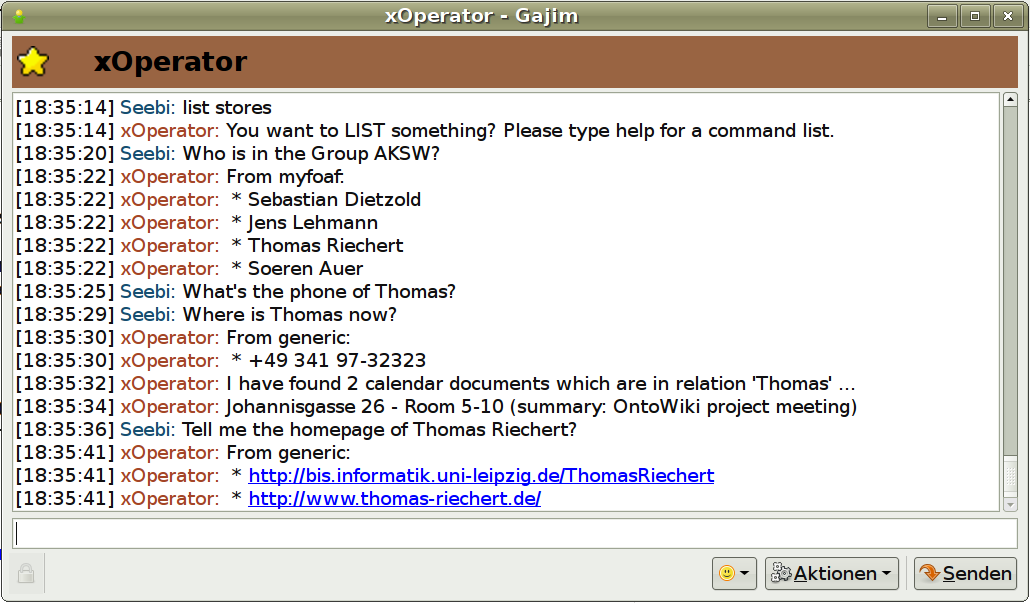 xOperator - Gajim
xOperator
[18:35:14] Seebi: list stores
[18:35:14] xOperator: You want to LIST something? Please type help for a command list.
[18:35:20] Seebi: Who is in the Group AKSW?
[18:35:22] xOperator: From myfoaf:
[18:35:22] xOperator:  * Sebastian Dietzold
[18:35:22] xOperator:  * Jens Lehmann
[18:35:22] xOperator:  * Thomas Riechert
[18:35:22] xOperator:  * Soeren Auer
[18:35:25] Seebi: What's the phone of Thomas?
[18:35:29] Seebi: Where is Thomas now?
[18:35:30] xOperator: From generic:
[18:35:30] xOperator:  * +49 341 97-32323
[18:35:32] xOperator: I have found 2 calendar documents which are in relation 'Thomas' ...
[18:35:34] xOperator: Johannisgasse 26 - Room 5-10 (summary: OntoWiki project meeting)
[18:35:36] Seebi: Tell me the homepage of Thomas Riechert?
[18:35:41] xOperator: From generic:
[18:35:41] xOperator:  * http://bis.informatik.uni-leipzig.de/ThomasRiechert
[18:35:41] xOperator:  * http://www.thomas-riechert.de/
Aktionen Senden